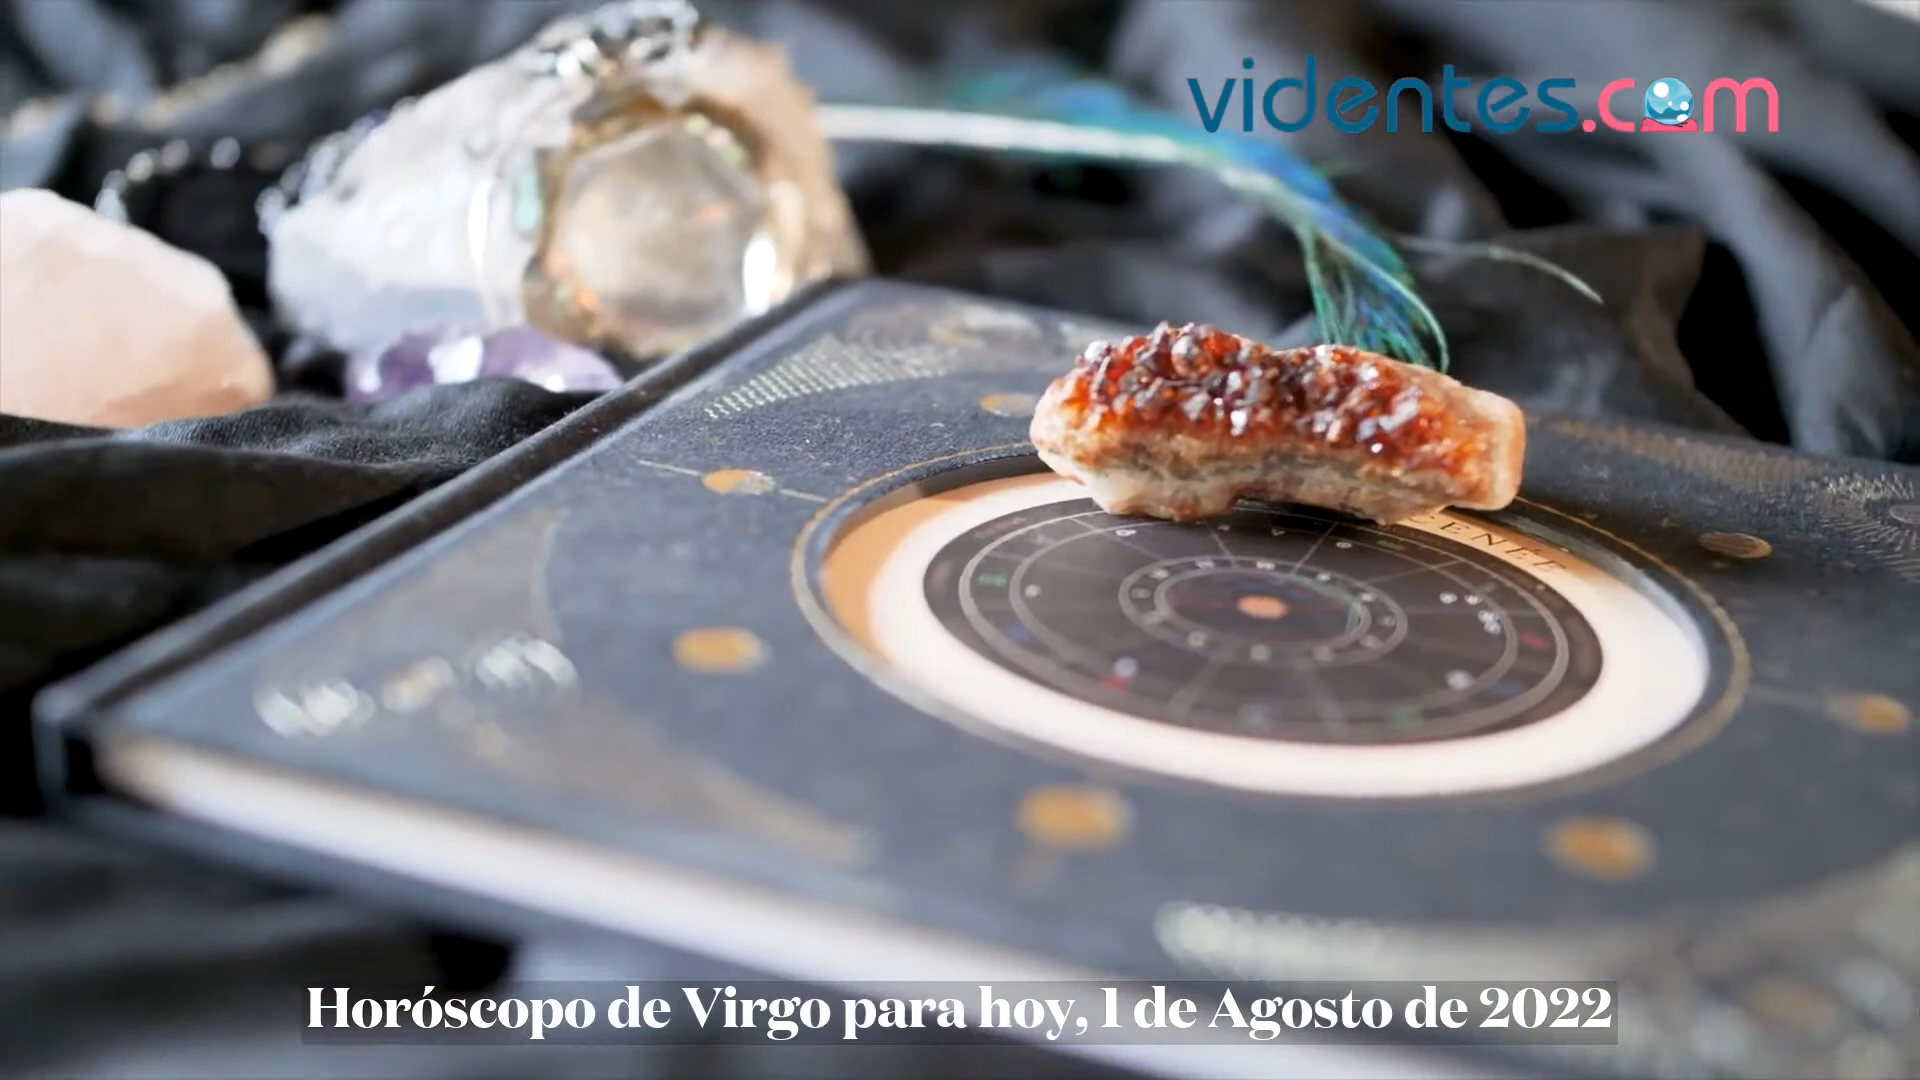 videntes.com
Horóscopo de Virgo para hoy, 1 de Agosto de 2022